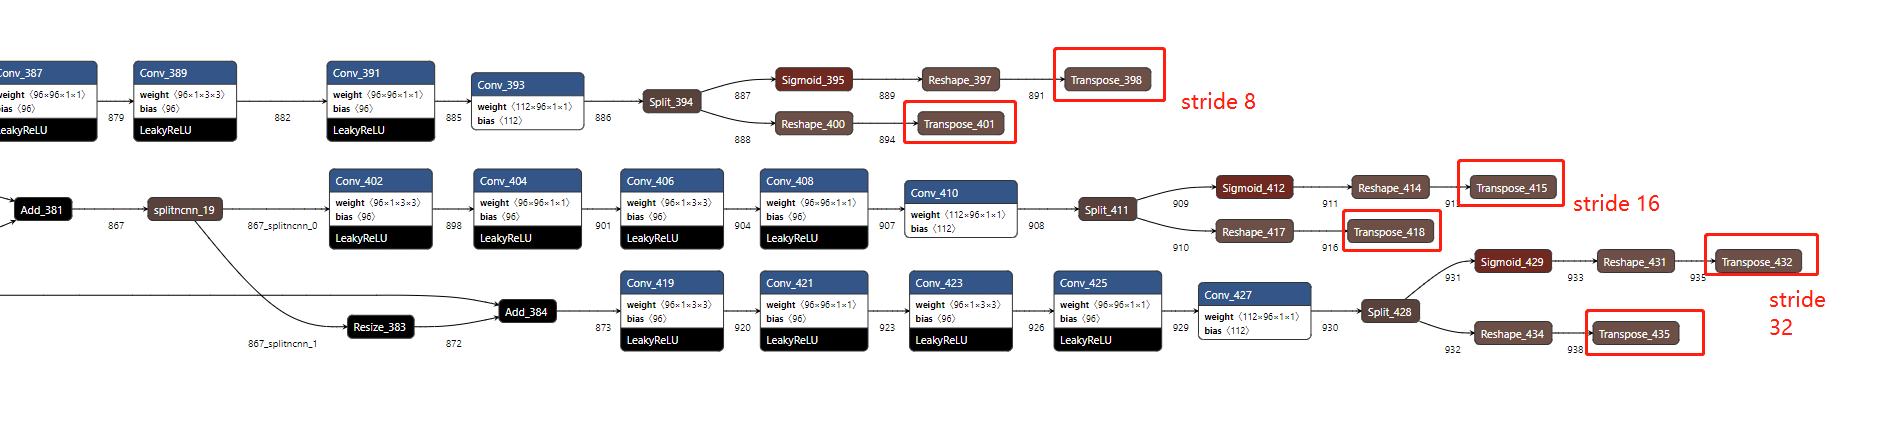 Conv_387
weight ⟨96×96×1×1⟩
bias ⟨96⟩
LeakyReLU
879
Conv_389
weight ⟨96×1×3×3⟩
bias ⟨96⟩
LeakyReLU
882
Conv_391
weight ⟨96×96×1×1⟩
bias ⟨96⟩
LeakyReLU
885
Conv_393
weight ⟨112×96×1×1⟩
bias ⟨112⟩
886
Split_394
887
Sigmoid_395
889
Reshape_397
891
Transpose_398
888
Reshape_400
894
Transpose_401
stride 8
Add_381
867
splitncnn_19
867_splitncnn_0
Conv_402
weight ⟨96×1×3×3⟩
bias ⟨96⟩
LeakyReLU
898
Conv_404
weight ⟨96×96×1×1⟩
bias ⟨96⟩
LeakyReLU
901
Conv_406
weight ⟨96×1×3×3⟩
bias ⟨96⟩
LeakyReLU
904
Conv_408
weight ⟨96×96×1×1⟩
bias ⟨96⟩
LeakyReLU
907
Conv_410
weight ⟨112×96×1×1⟩
bias ⟨112⟩
908
Split_411
909
Sigmoid_412
911
Reshape_414
Transpose_415
910
Reshape_417
916
Transpose_418
stride 16
867_splitncnn_1
Resize_383
872
Add_384
873
Conv_419
weight ⟨96×1×3×3⟩
bias ⟨96⟩
LeakyReLU
920
Conv_421
weight ⟨96×96×1×1⟩
bias ⟨96⟩
LeakyReLU
923
Conv_423
weight ⟨96×1×3×3⟩
bias ⟨96⟩
LeakyReLU
926
Conv_425
weight ⟨96×96×1×1⟩
bias ⟨96⟩
LeakyReLU
929
Conv_427
weight ⟨112×96×1×1⟩
bias ⟨112⟩
930
Split_428
931
Sigmoid_429
933
Reshape_431
935
Transpose_432
932
Reshape_434
938
Transpose_435
stride
32